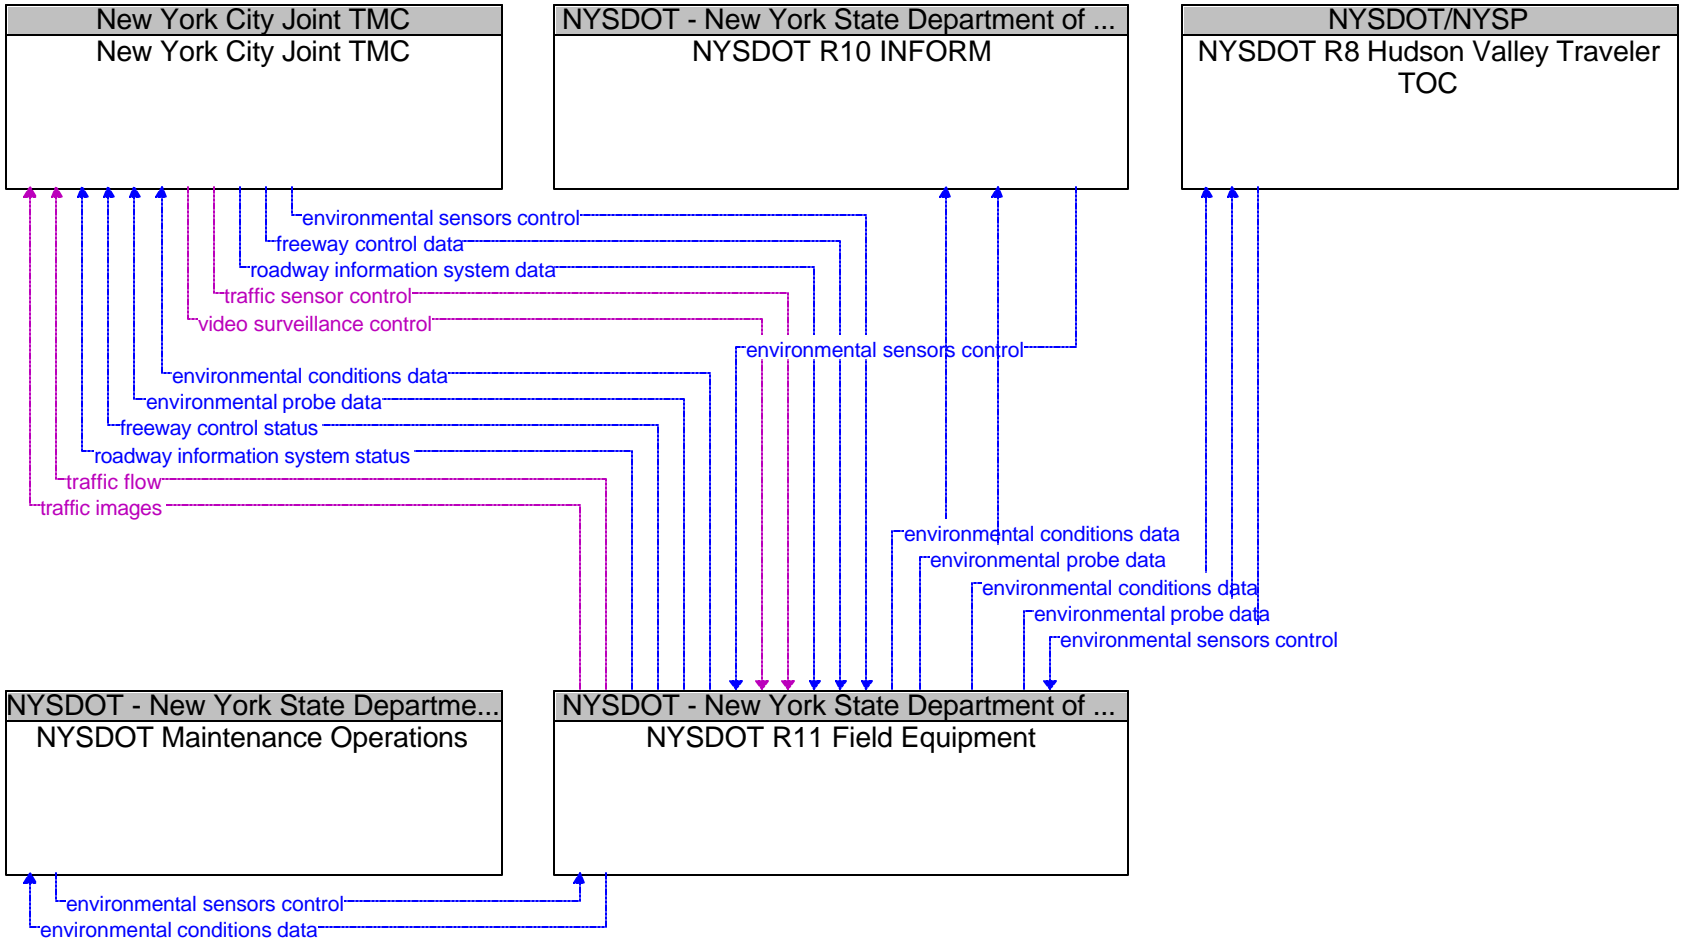 New York City Joint TMC
New York City Joint TMC
NYSDOT - New York State Department of ...
NYSDOT R10 INFORM
NYSDOT/NYSP
NYSDOT R8 Hudson Valley Traveler
TOC
environmental sensors control
freeway control data
roadway information system data
traffic sensor control
video surveillance control
environmental sensors control
environmental conditions data
environmental probe data
freeway control status
roadway information system status
traffic flow
traffic images
environmental conditions data
environmental probe data
environmental conditions data
environmental probe data
environmental sensors control
NYSDOT - New York State Departme...
NYSDOT Maintenance Operations
NYSDOT - New York State Department of ...
NYSDOT R11 Field Equipment
environmental sensors control
environmental conditions data